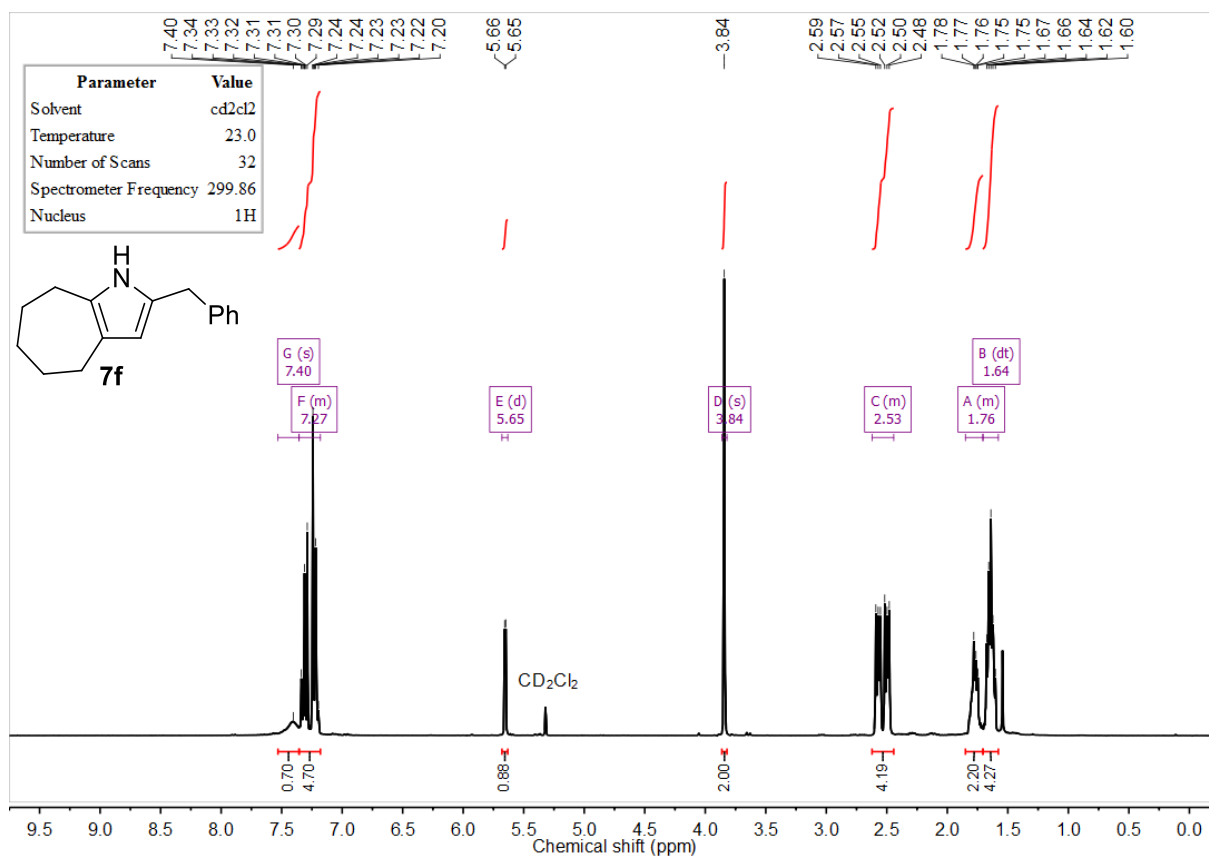 7.40
7.34
7.33
7.32
7.31
7.31
7.30
7.29
7.24
7.24
7.23
7.23
7.22
7.20
5.66
5.65
3.84
2.59
2.57
2.55
2.52
2.50
2.48
1.78
1.77
1.76
1.75
1.75
1.67
1.66
1.64
1.62
1.60
Parameter Value
Solvent cd2cl2
Temperature 23.0
Number of Scans 32
Spectrometer Frequency 299.86
Nucleus 1H
H
N
Ph
7f
G (s)
7.40
B (dt)
1.64
F (m)
7.27
E (d)
5.65
D (s)
3.84
C (m)
2.53
A (m)
1.76
CD2Cl2
0.70
4.70
0.88
2.00
4.19
2.20
4.27
9.5 9.0 8.5 8.0 7.5 7.0 6.5 6.0 5.5 5.0 4.5 4.0 3.5 3.0 2.5 2.0 1.5 1.0 0.5 0.0
Chemical shift (ppm)